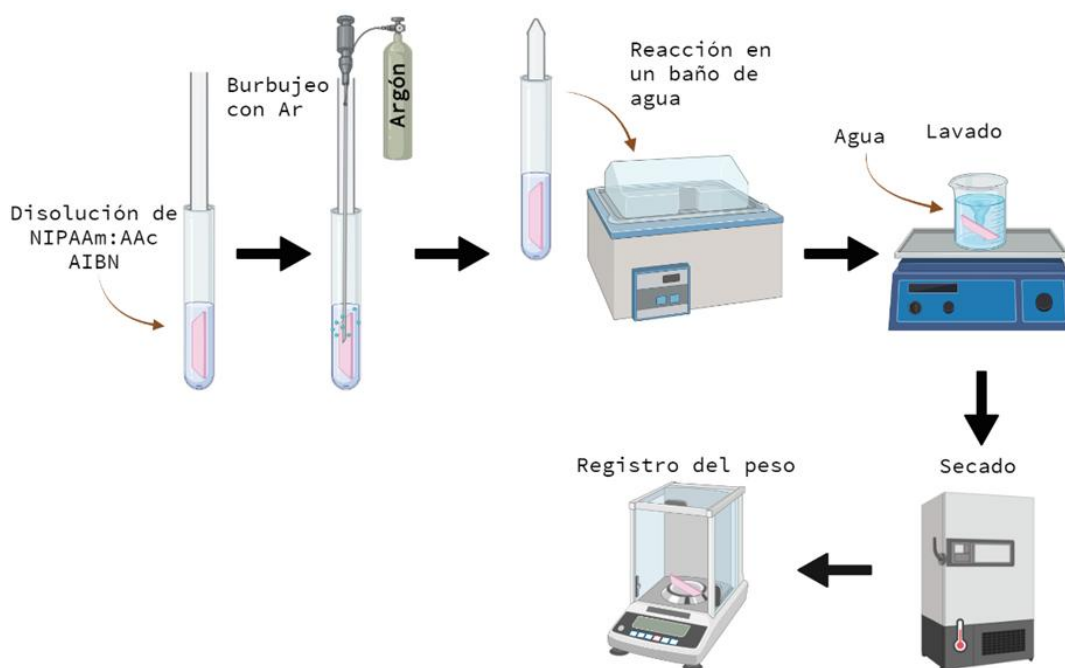 Burbujeo
con Ar
Argón
Reacción en
un baño de
agua
Agua
Lavado
Disolución de
NIPAAm:AAc
AIBN
Registro del peso
Secado